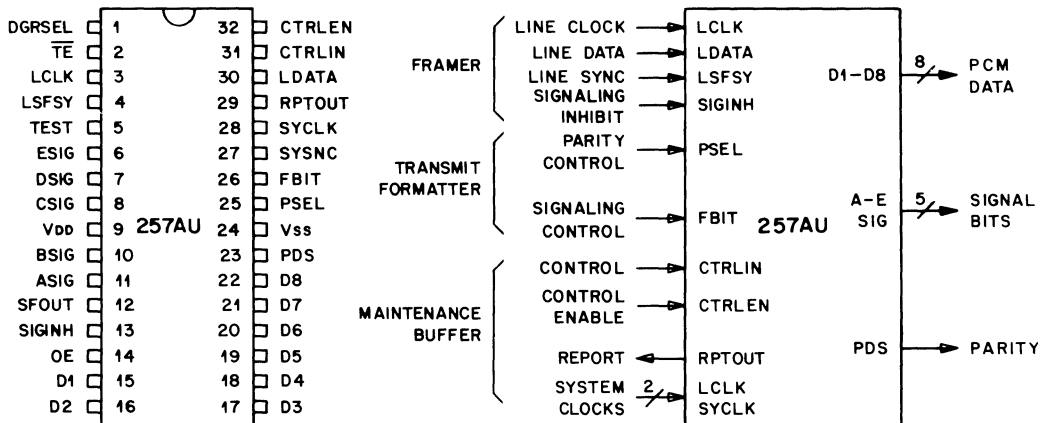 DGRSEL 1 32 CTRLEN
TE 2 31 CTRLIN
LCLK 3 30 LDATA
LSFSY 4 29 RPTOUT
TEST 5 28 SYCLK
ESIG 6 27 SYSNC
DSIG 7 26 FBIT
CSIG 8 25 PSEL
VDD 9 257AU 24 VSS
BSIG 10 23 PDS
ASIG 11 22 D8
SFOUT 12 21 D7
SIGINH 13 20 D6
OE 14 19 D5
D1 15 18 D4
D2 16 17 D3
FRAMER
LINE CLOCK LCLK
LINE DATA LDATA
LINE SYNC LSFSY
SIGNALING
INHIBIT
SIGINH
TRANSMIT
FORMATTER
PARITY
CONTROL
PSEL
SIGNALING
CONTROL
FBIT
MAINTENANCE
BUFFER
CONTROL CTRLIN
CONTROL
ENABLE
CTRLEN
REPORT RPTOUT
SYSTEM
CLOCKS
2
LCLK
SYCLK
257AU
D1-D8 8 PCM
DATA
A-E
SIG
5
SIGNAL
BITS
PDS PARITY